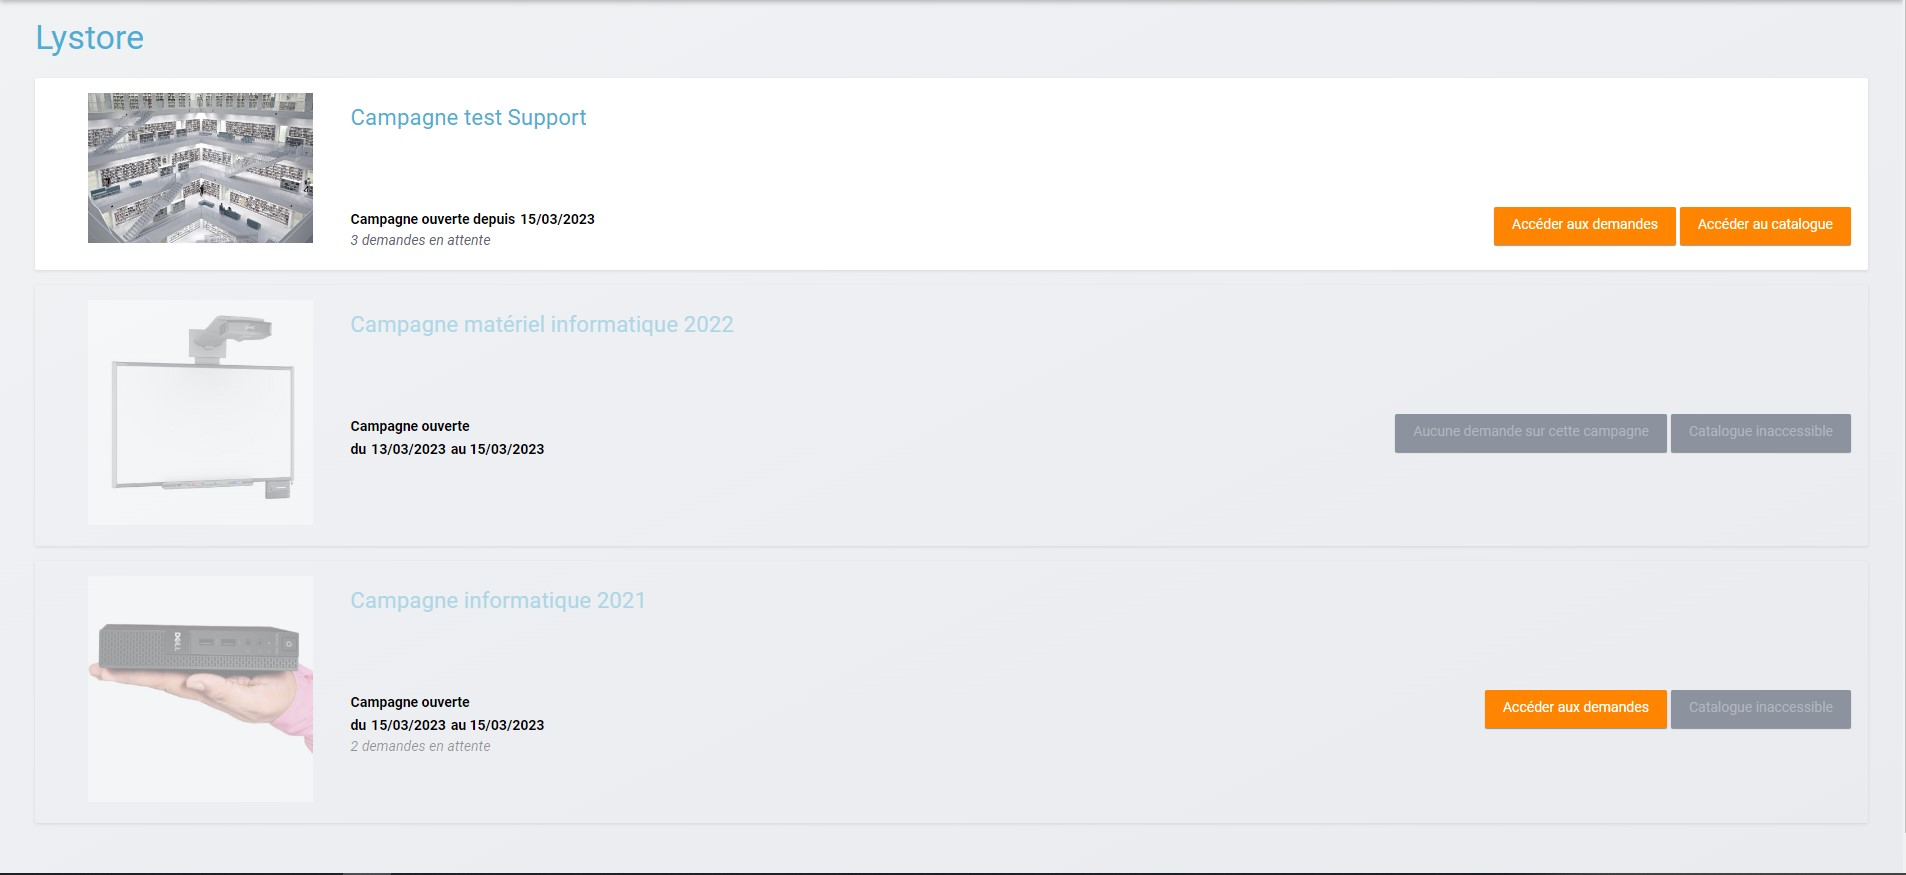 Lystore
Campagne test Support
Campagne ouverte depuis 15/03/2023
3 demandes en attente
Accéder aux demandes
Accéder au catalogue
Campagne matériel informatique 2022
Campagne ouverte
du 13/03/2023 au 15/03/2023
Aucune demande sur cette campagne
Catalogue inaccessible
Campagne informatique 2021
DELL
Campagne ouverte
du 15/03/2023 au 15/03/2023
2 demandes en attente
Accéder aux demandes
Catalogue inaccessible